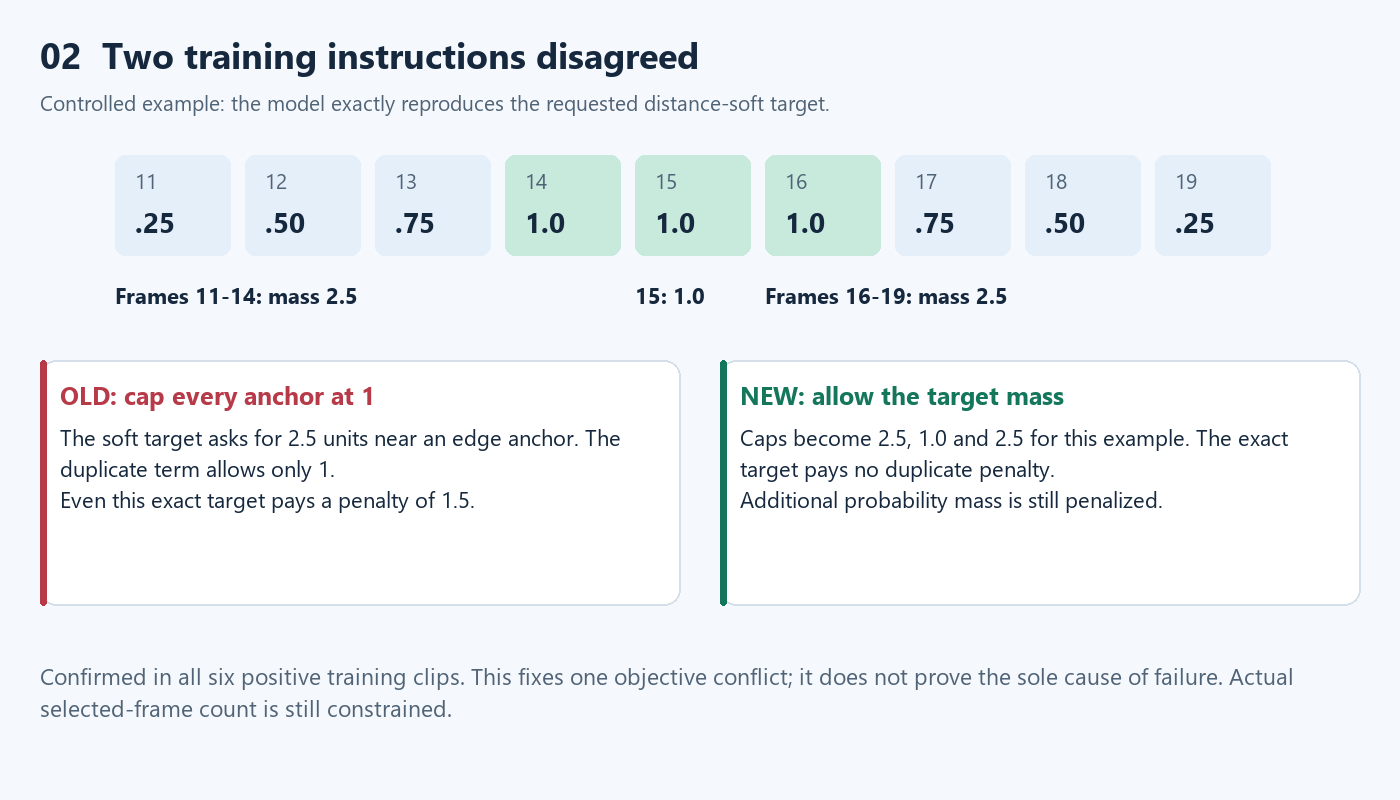 02 Two training instructions disagreed
Controlled example: the model exactly reproduces the requested distance-soft target.
11 12 13 14 15 16 17 18 19
.25 .50 .75 1.0 1.0 1.0 .75 .50 .25
Frames 11-14: mass 2.5 15: 1.0 Frames 16-19: mass 2.5
OLD: cap every anchor at 1
The soft target asks for 2.5 units near an edge anchor. The
duplicate term allows only 1.
Even this exact target pays a penalty of 1.5.
NEW: allow the target mass
Caps become 2.5, 1.0 and 2.5 for this example. The exact
target pays no duplicate penalty.
Additional probability mass is still penalized.
Confirmed in all six positive training clips. This fixes one objective conflict; it does not prove the sole cause of failure. Actual
selected-frame count is still constrained.